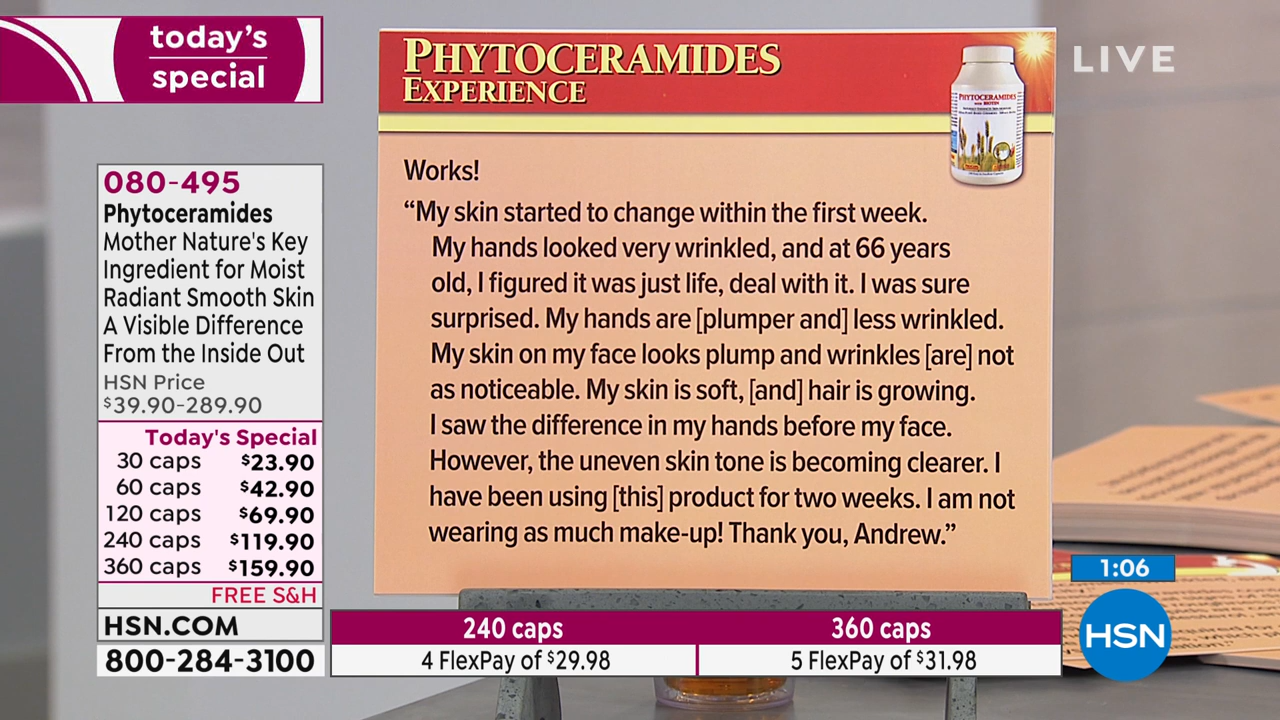 today's
special
LIVE
PHYTOCERAMIDES
EXPERIENCE
PHYTOCERAMIDES
with BIOTIN
Works!
“My skin started to change within the first week.
My hands looked very wrinkled, and at 66 years
old, I figured it was just life, deal with it. I was sure
surprised. My hands are [plumper and] less wrinkled.
My skin on my face looks plump and wrinkles [are] not
as noticeable. My skin is soft, [and] hair is growing.
I saw the difference in my hands before my face.
However, the uneven skin tone is becoming clearer. I
have been using [this] product for two weeks. I am not
wearing as much make-up! Thank you, Andrew.”
080-495
Phytoceramides
Mother Nature's Key
Ingredient for Moist
Radiant Smooth Skin
A Visible Difference
From the Inside Out
HSN Price
$39.90-289.90
Today's Special
30 caps $23.90
60 caps $42.90
120 caps $69.90
240 caps $119.90
360 caps $159.90
FREE S&H
HSN.COM
800-284-3100
240 caps 360 caps
4 FlexPay of $29.98 5 FlexPay of $31.98
1:06
HSN